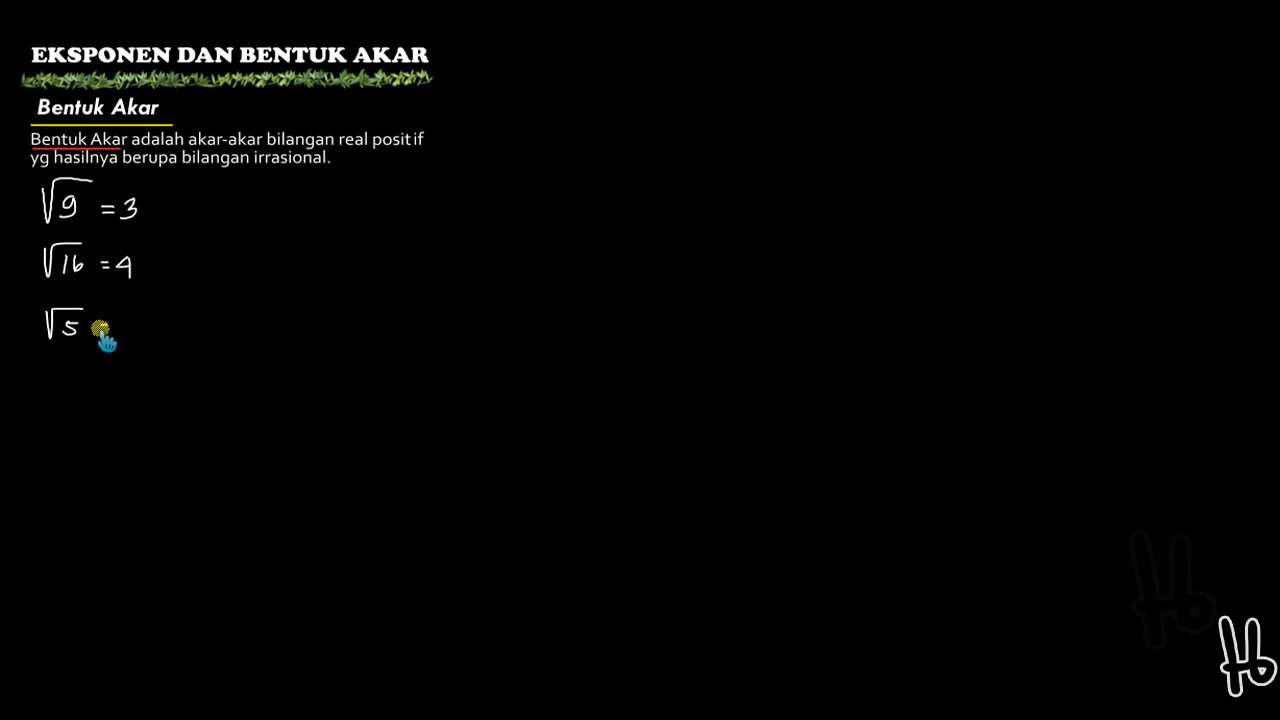 EKSPONEN DAN BENTUK AKAR
Bentuk Akar
Bentuk Akar adalah akar-akar bilangan real positif
yg hasilnya berupa bilangan irrasional.
√9 = 3
√16 = 4
√5
Hb